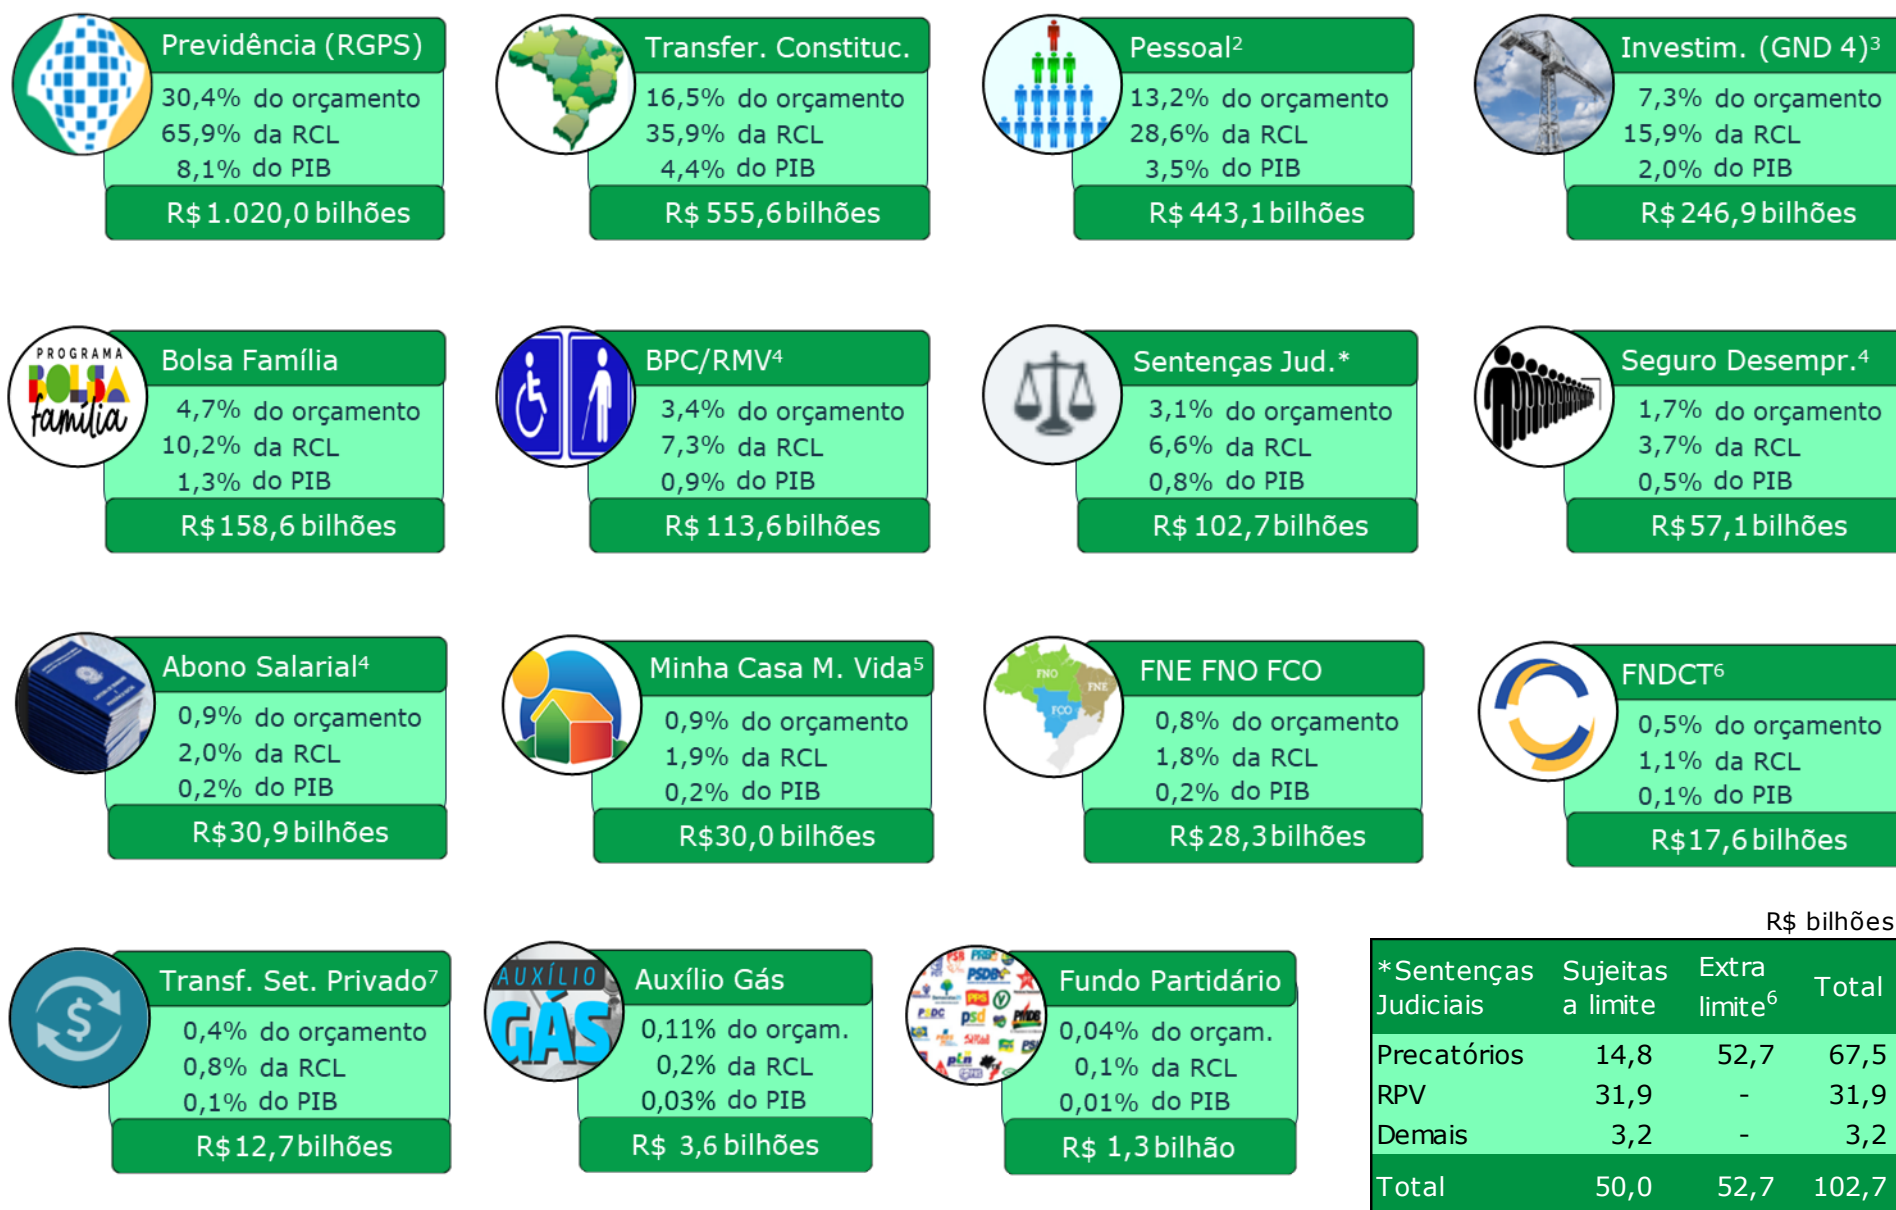 Previdência (RGPS)
30,4% do orçamento
65,9% da RCL
8,1% do PIB
R$ 1.020,0 bilhões
Transfer. Constituc.
16,5% do orçamento
35,9% da RCL
4,4% do PIB
R$ 555,6 bilhões
Pessoal²
13,2% do orçamento
28,6% da RCL
3,5% do PIB
R$ 443,1 bilhões
Investim. (GND 4)³
7,3% do orçamento
15,9% da RCL
2,0% do PIB
R$ 246,9 bilhões
PROGRAMA
BOLSA
família
Bolsa Família
4,7% do orçamento
10,2% da RCL
1,3% do PIB
R$ 158,6 bilhões
BPC/RMV⁴
3,4% do orçamento
7,3% da RCL
0,9% do PIB
R$ 113,6 bilhões
Sentenças Jud.*
3,1% do orçamento
6,6% da RCL
0,8% do PIB
R$ 102,7 bilhões
Seguro Desempr.⁴
1,7% do orçamento
3,7% da RCL
0,5% do PIB
R$ 57,1 bilhões
Abono Salarial⁴
0,9% do orçamento
2,0% da RCL
0,2% do PIB
R$ 30,9 bilhões
Minha Casa M. Vida⁵
0,9% do orçamento
1,9% da RCL
0,2% do PIB
R$ 30,0 bilhões
FNO
FNE
FCO
FNE FNO FCO
0,8% do orçamento
1,8% da RCL
0,2% do PIB
R$ 28,3 bilhões
FNDCT⁶
0,5% do orçamento
1,1% da RCL
0,1% do PIB
R$ 17,6 bilhões
$
Transf. Set. Privado⁷
0,4% do orçamento
0,8% da RCL
0,1% do PIB
R$ 12,7 bilhões
AUXÍLIO
GÁS
Auxílio Gás
0,11% do orçam.
0,2% da RCL
0,03% do PIB
R$ 3,6 bilhões
PSB
PSDB
PPS
PSDC
psd
PMDB
Fundo Partidário
0,04% do orçam.
0,1% da RCL
0,01% do PIB
R$ 1,3 bilhão
R$ bilhões
*Sentenças Judiciais Sujeitas a limite Extra limite⁶ Total
Precatórios 14,8 52,7 67,5
RPV 31,9 - 31,9
Demais 3,2 - 3,2
Total 50,0 52,7 102,7